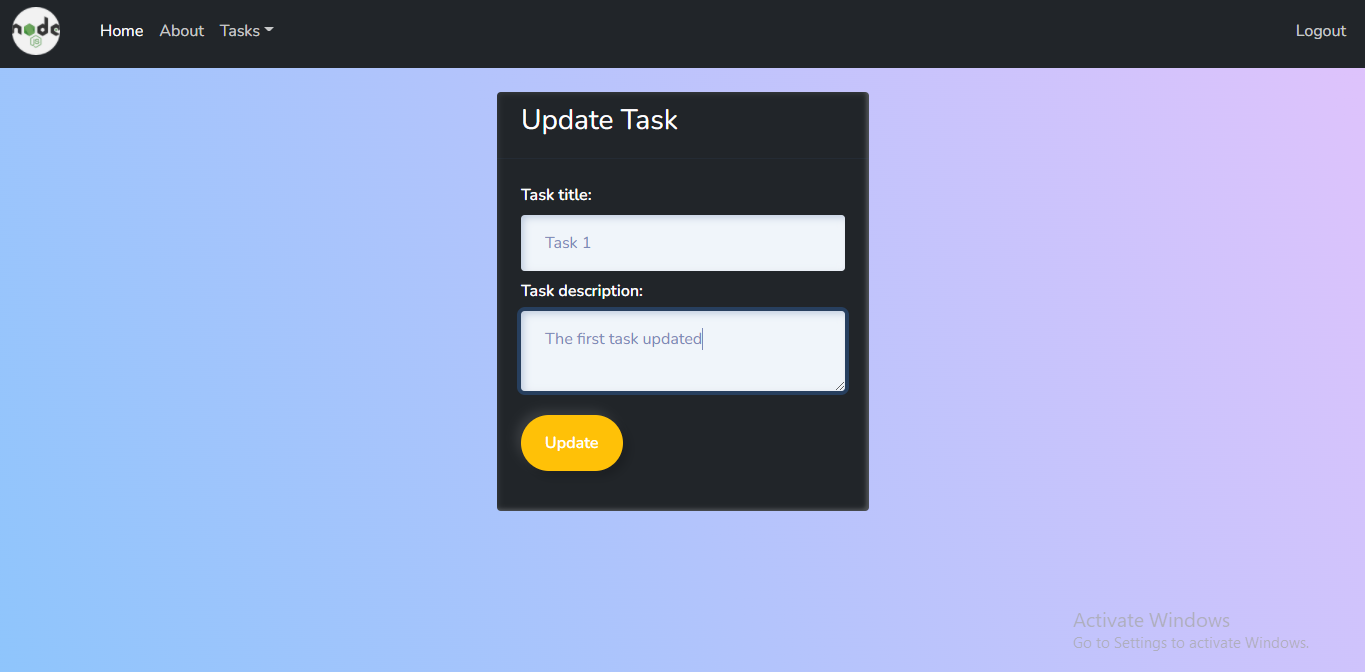 node
JS
Home About Tasks Logout
Update Task
Task title:
Task 1
Task description:
The first task updated
Update
Activate Windows
Go to Settings to activate Windows.